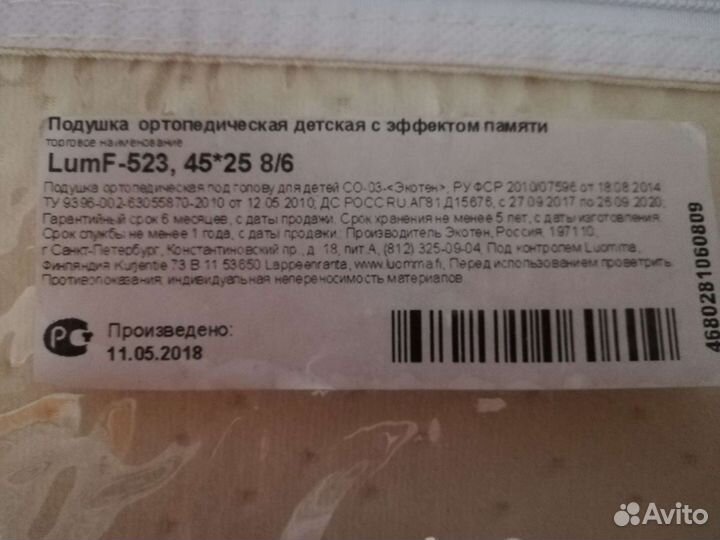 Подушка ортопедическая детская с эффектом памяти
торговое наименование
LumF-523, 45*25 8/6
Подушка ортопедическая под голову для детей СО-03-«Экотен», РУ ФСР 2010/07596 от 18.08.2014
ТУ 9396-002-63055870-2010 от 12.05.2010, ДС РОСС RU.АГ81.Д15676, с 27.09.2017 по 26.09.2020,
Гарантийный срок 6 месяцев, с даты продажи. Срок хранения не менее 5 лет, с даты изготовления.
Срок службы не менее 1 года, с даты продажи. Производитель Экотен, Россия, 197110,
г.Санкт-Петербург, Константиновский пр., д. 18, лит.А, (812) 325-09-04, Под контролем Luomma,
Финляндия Kurjentie 73 B 11 53850 Lappeenranta, www.luomma.fi, Перед использованием проветрить.
Противопоказания: индивидуальная непереносимость материалов.
РСТ
Произведено:
11.05.2018
4680281060809
Avito